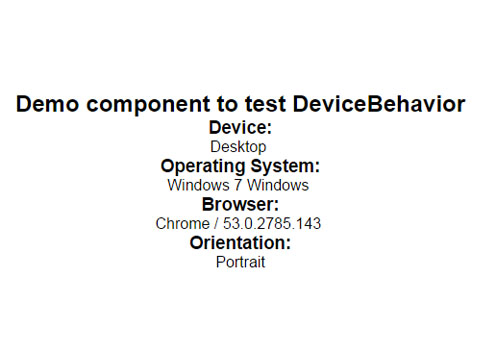 Demo component to test DeviceBehavior
Device:
Desktop
Operating System:
Windows 7 Windows
Browser:
Chrome / 53.0.2785.143
Orientation:
Portrait